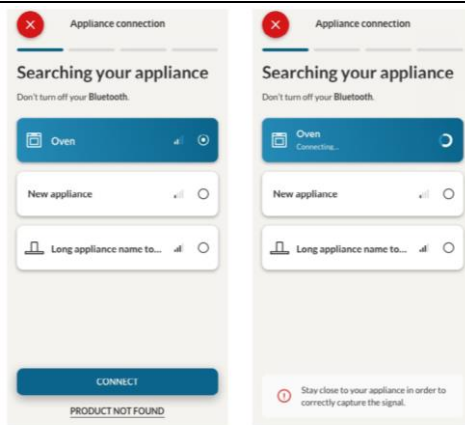 Appliance connection
Searching your appliance
Don't turn off your Bluetooth.
Oven
New appliance
Long appliance name to...
CONNECT
PRODUCT NOT FOUND
Appliance connection
Searching your appliance
Don't turn off your Bluetooth.
Oven
Connecting...
New appliance
Long appliance name to...
Stay close to your appliance in order to
correctly capture the signal.